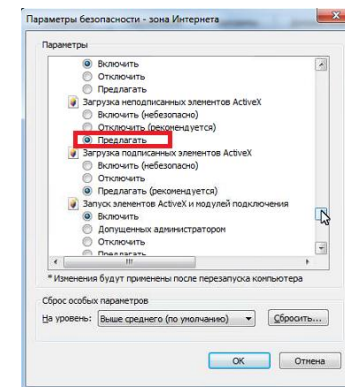 Параметры безопасности - зона Интернета
Параметры
Включить
Отключить
Предлагать
Загрузка неподписанных элементов ActiveX
Включить (небезопасно)
Отключить (рекомендуется)
Предлагать
Загрузка подписанных элементов ActiveX
Включить (небезопасно)
Отключить
Предлагать (рекомендуется)
Запуск элементов ActiveX и модулей подключения
Включить
Допущенных администратором
Отключить
Предлагать
* Изменения будут применены после перезапуска компьютера
Сброс особых параметров
На уровень: Выше среднего (по умолчанию) Сбросить...
ОК Отмена